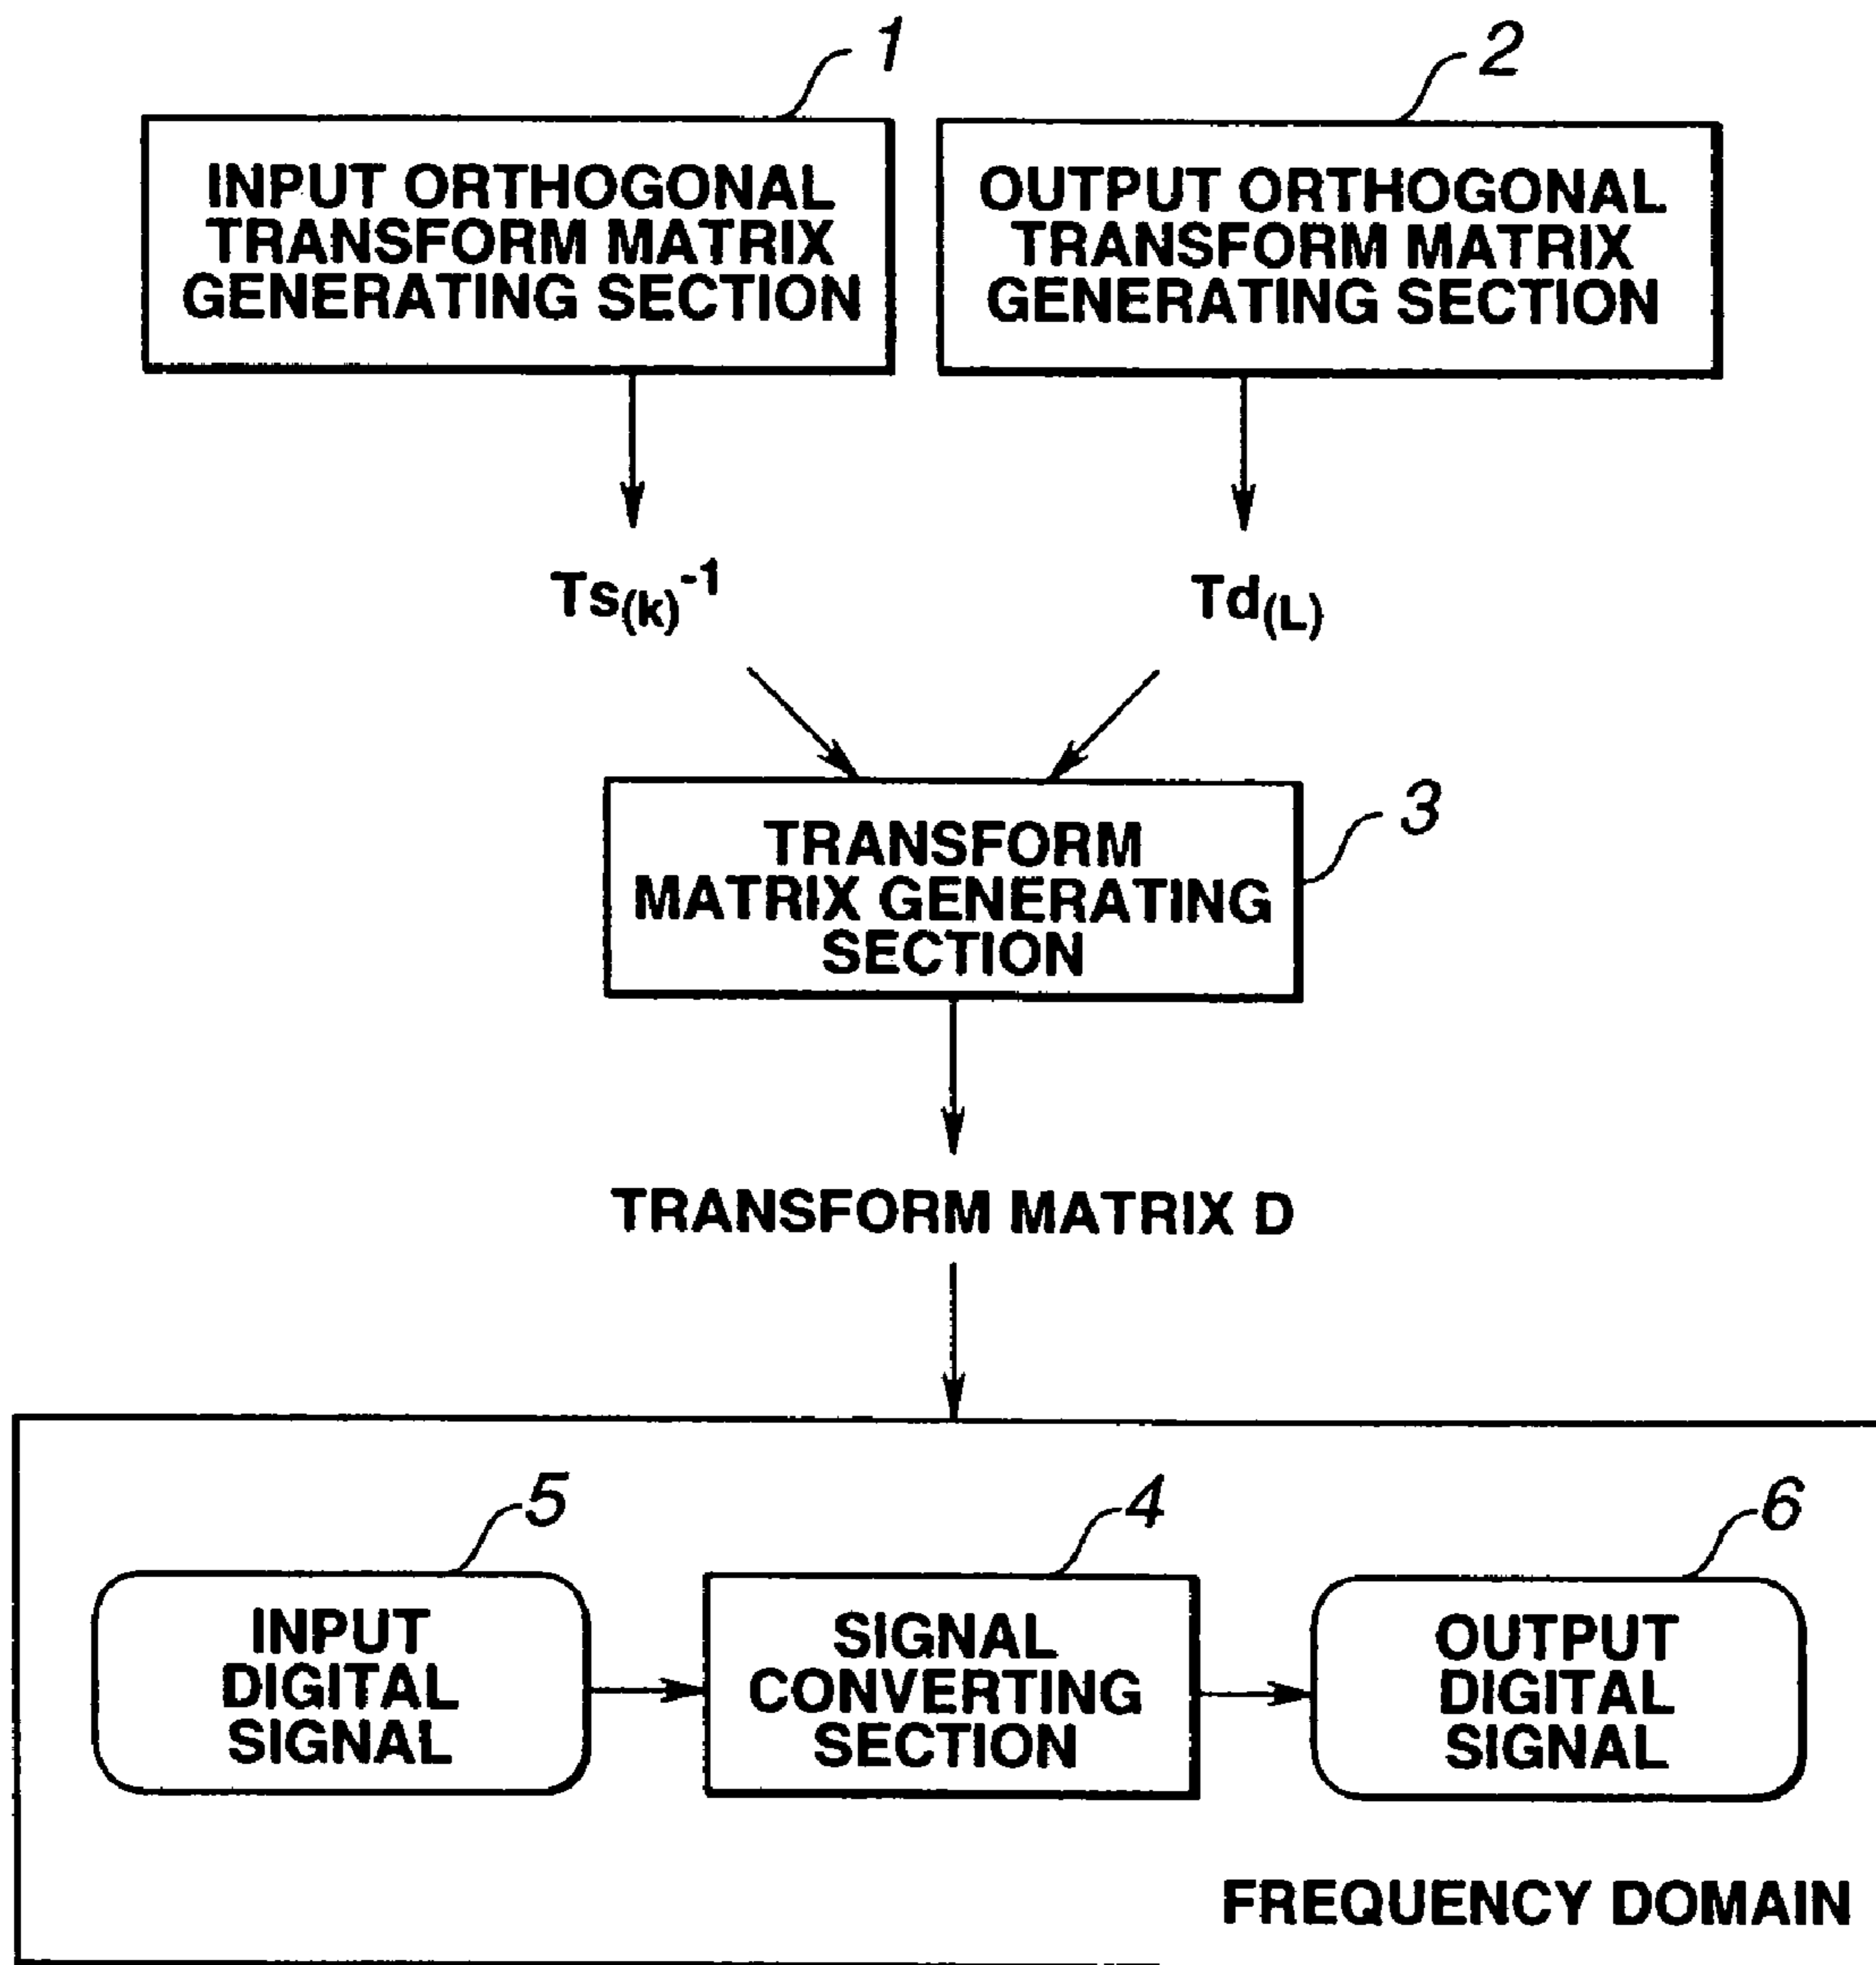 1
2
INPUT ORTHOGONAL
TRANSFORM MATRIX
GENERATING SECTION
OUTPUT ORTHOGONAL
TRANSFORM MATRIX
GENERATING SECTION
Ts(k)-1
Td(L)
3
TRANSFORM
MATRIX GENERATING
SECTION
TRANSFORM MATRIX D
5
4
6
INPUT
DIGITAL
SIGNAL
SIGNAL
CONVERTING
SECTION
OUTPUT
DIGITAL
SIGNAL
FREQUENCY DOMAIN